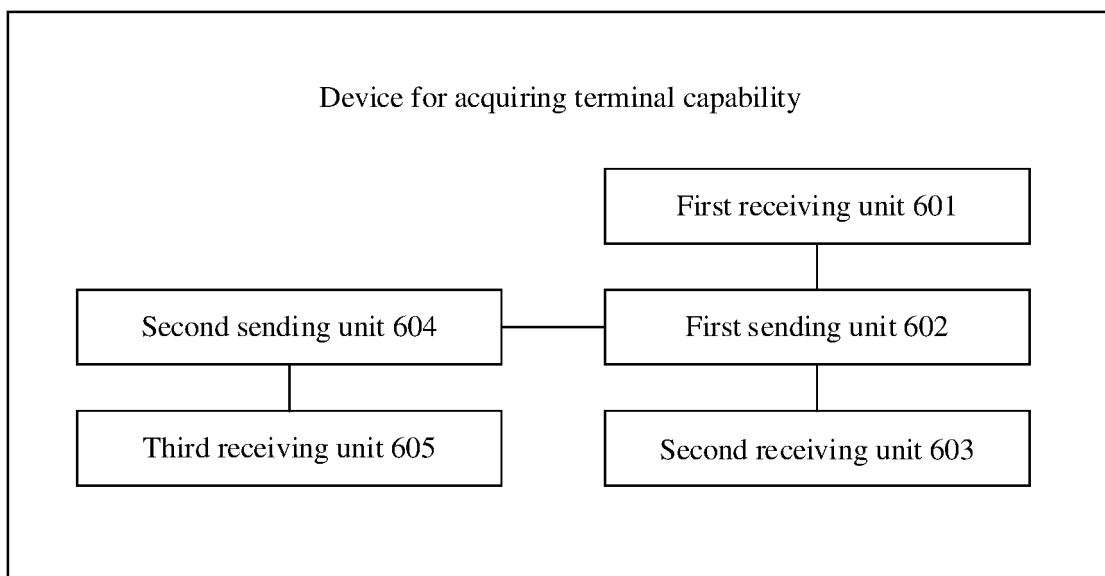 Device for acquiring terminal capability
First receiving unit 601
Second sending unit 604
First sending unit 602
Third receiving unit 605
Second receiving unit 603